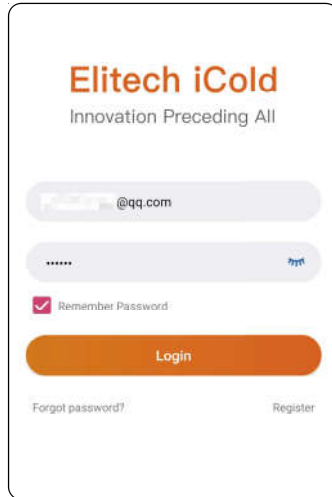 Elitech iCold
Innovation Preceding All
@qq.com
••••••
Remember Password
Login
Forgot password?
Register